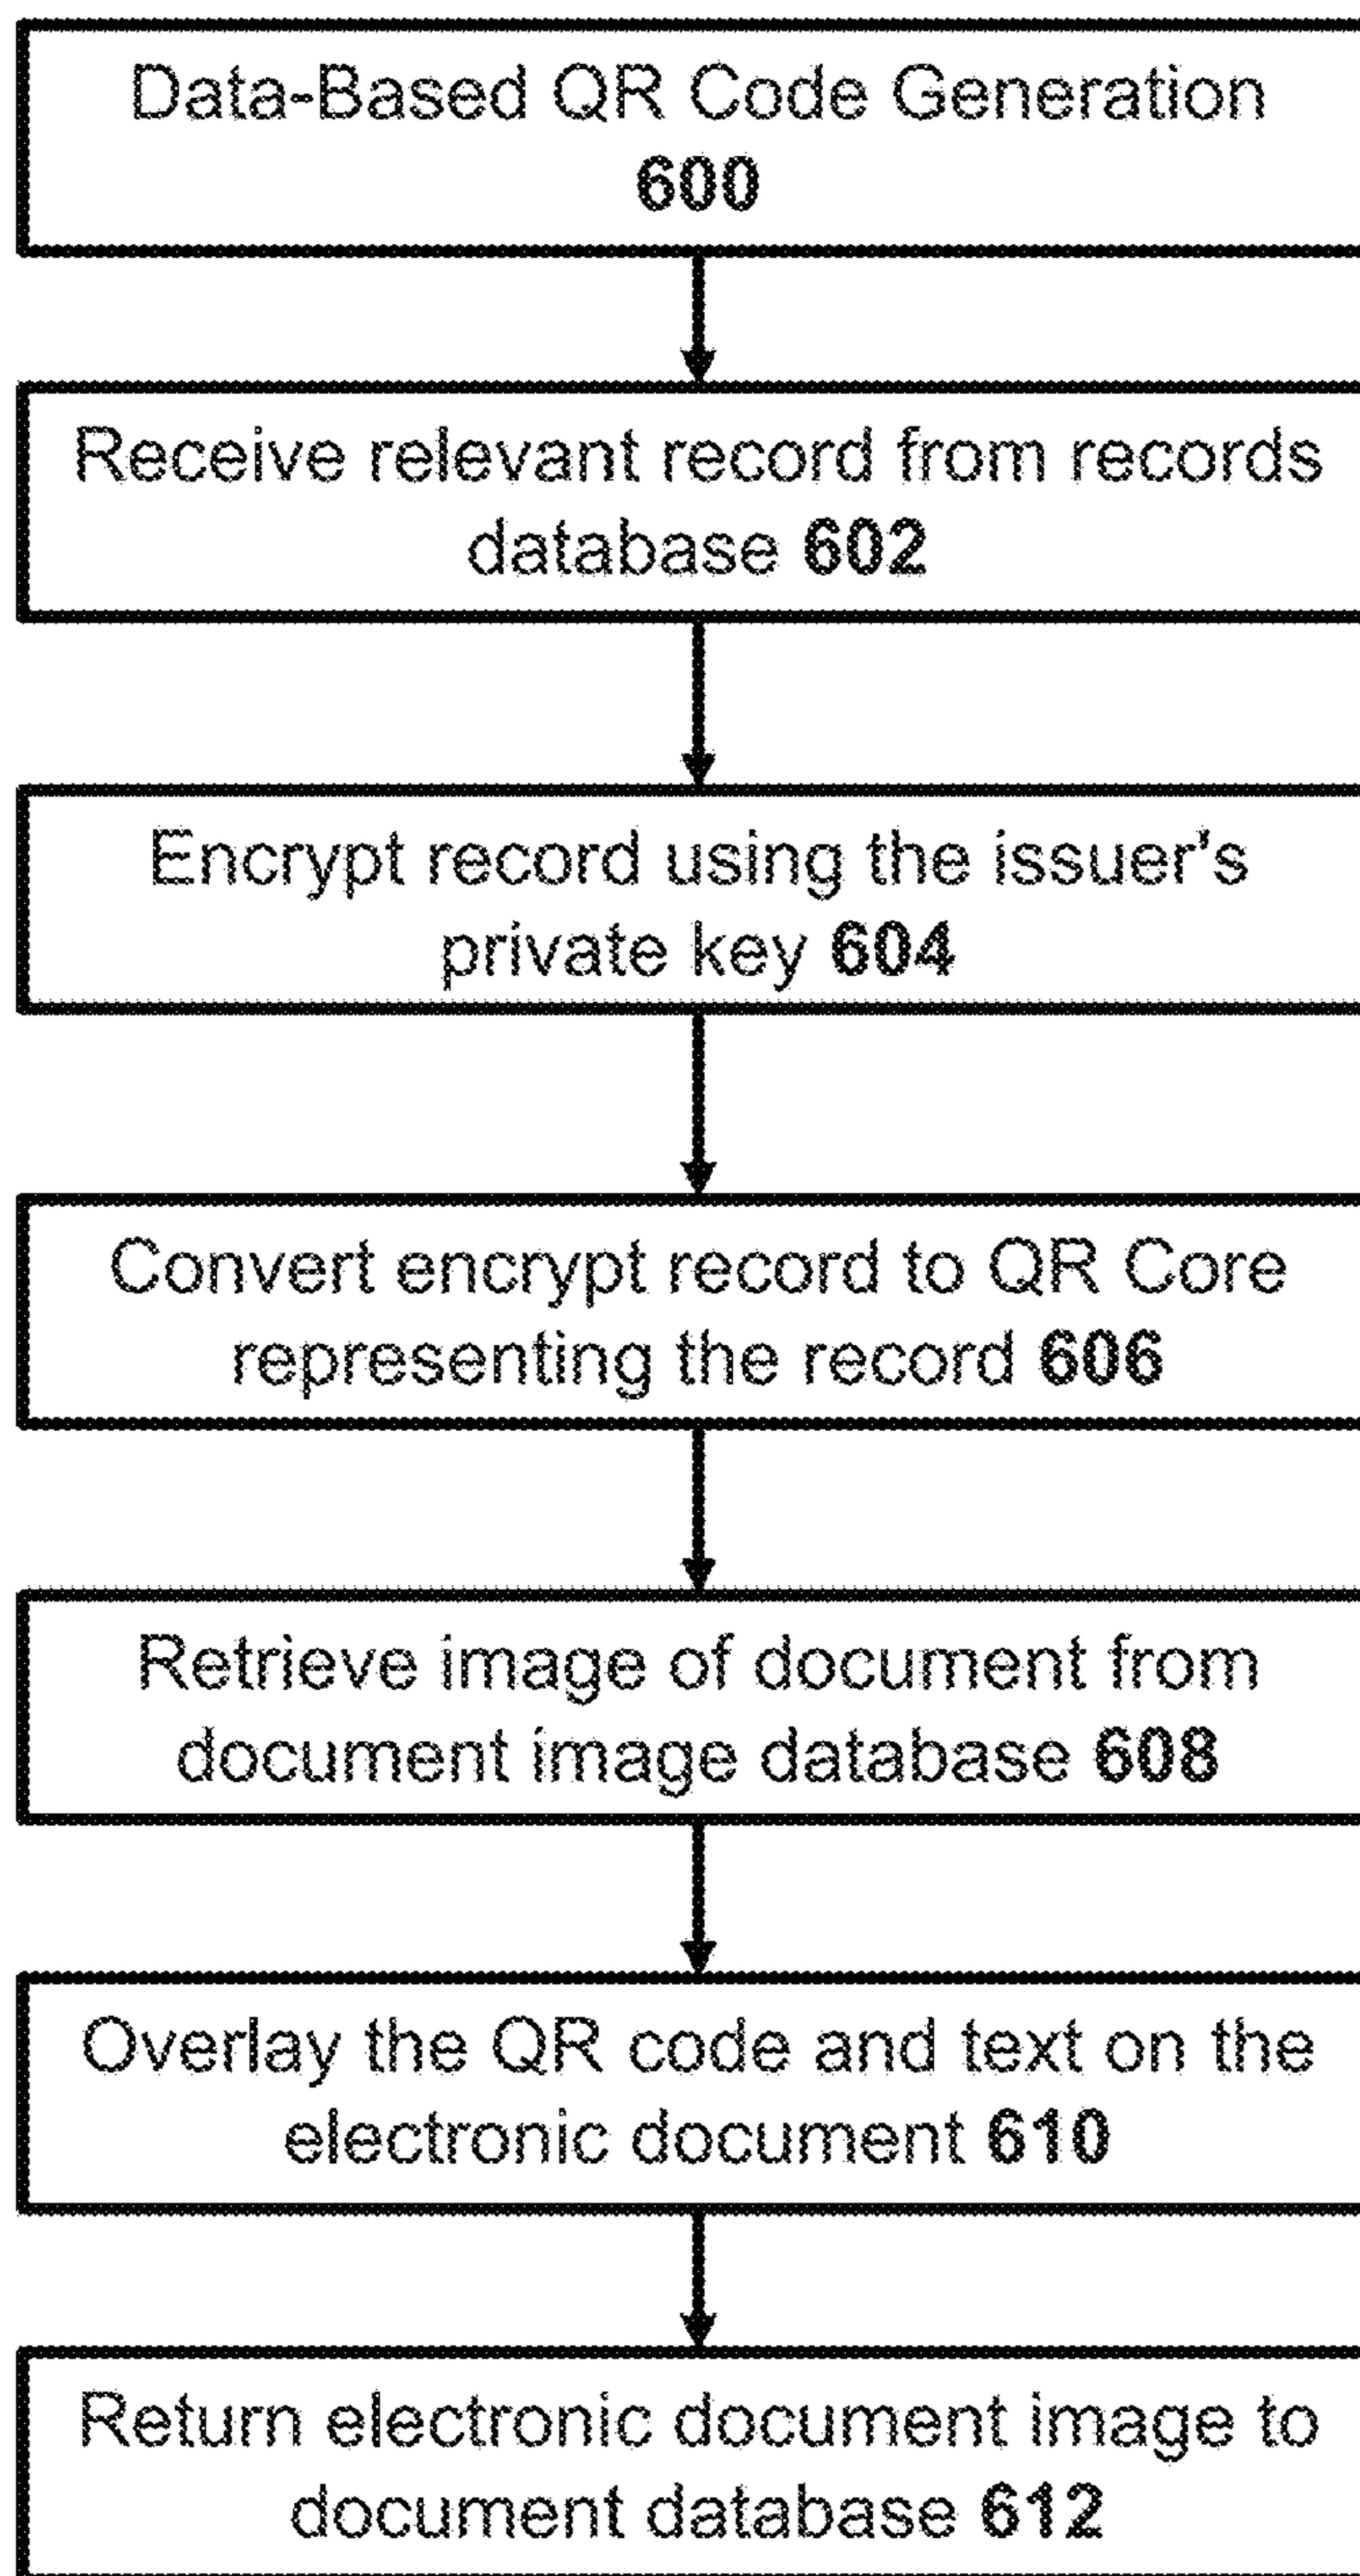 Data-Based QR Code Generation
600
Receive relevant record from records
database 602
Encrypt record using the issuer's
private key 604
Convert encrypt record to QR Core
representing the record 606
Retrieve image of document from
document image database 608
Overlay the QR code and text on the
electronic document 610
Return electronic document image to
document database 612